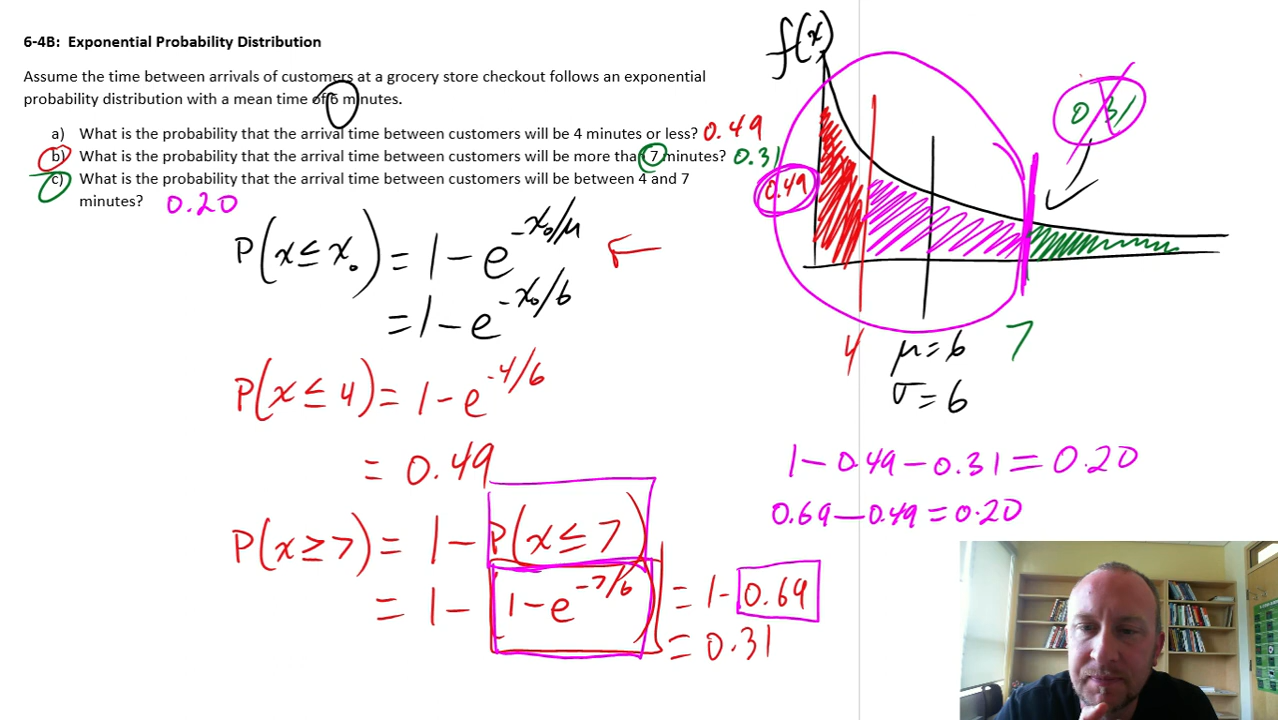 6-4B: Exponential Probability Distribution
Assume the time between arrivals of customers at a grocery store checkout follows an exponential
probability distribution with a mean time of 6 minutes.
a) What is the probability that the arrival time between customers will be 4 minutes or less? 0.49
b) What is the probability that the arrival time between customers will be more than 7 minutes? 0.31
c) What is the probability that the arrival time between customers will be between 4 and 7
minutes? 0.20
P(x ≤ x₀) = 1 - e^-x₀/μ
= 1 - e^-x₀/6
P(x ≤ 4) = 1 - e^-4/6
= 0.49
P(x ≥ 7) = 1 - P(x ≤ 7)
= 1 - (1 - e^-7/6) = 1 - 0.69
= 0.31
f(x)
0.31
0.49
4
μ = 6
7
σ = 6
1 - 0.49 - 0.31 = 0.20
0.69 - 0.49 = 0.20